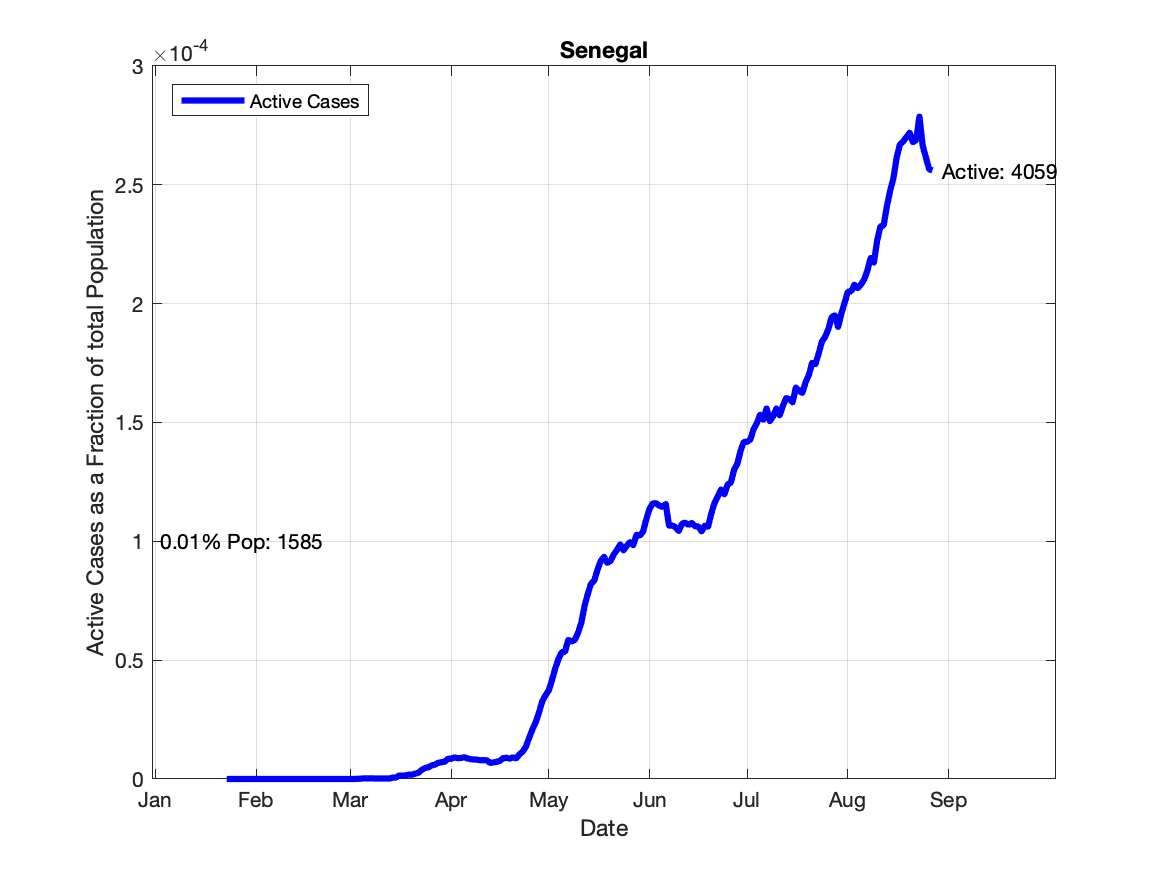 Senegal
×10⁻⁴
3
2.5
2
1.5
1
0.5
0
Active Cases
Active: 4059
0.01% Pop: 1585
Active Cases as a Fraction of total Population
Jan Feb Mar Apr May Jun Jul Aug Sep
Date